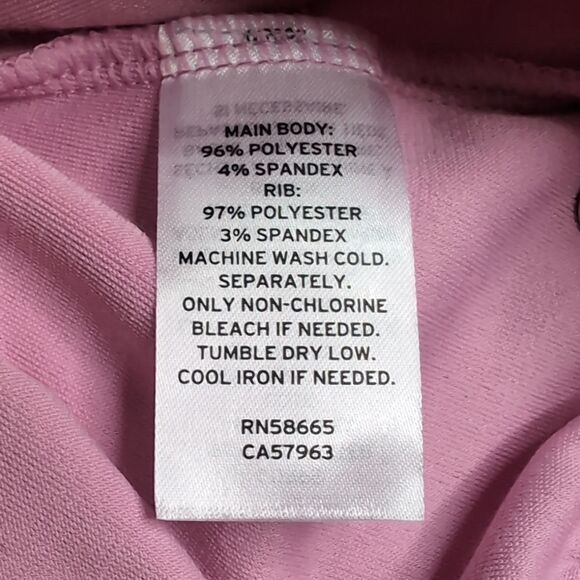 MAIN BODY:
96% POLYESTER
4% SPANDEX
RIB:
97% POLYESTER
3% SPANDEX
MACHINE WASH COLD.
SEPARATELY.
ONLY NON-CHLORINE
BLEACH IF NEEDED.
TUMBLE DRY LOW.
COOL IRON IF NEEDED.
RN58665
CA57963